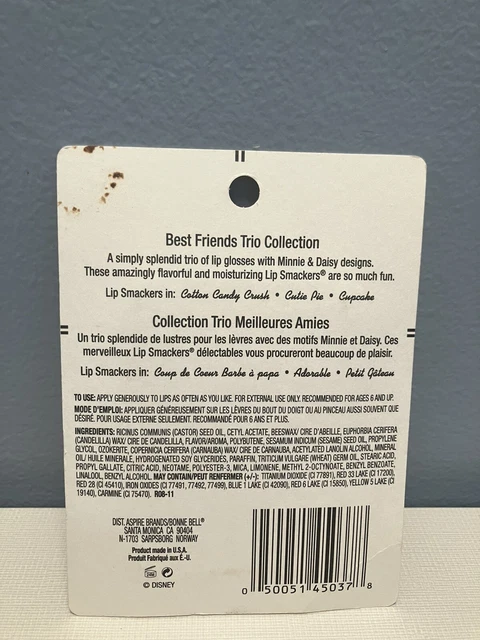 Best Friends Trio Collection
A simply splendid trio of lip glosses with Minnie & Daisy designs.
These amazingly flavorful and moisturizing Lip Smackers® are so much fun.
Lip Smackers in: Cotton Candy Crush • Cutie Pie • Cupcake
Collection Trio Meilleures Amies
Un trio splendide de lustres pour les lèvres avec des motifs Minnie et Daisy. Ces
merveilleux Lip Smackers® délectables vous procureront beaucoup de plaisir.
Lip Smackers in: Coup de Coeur Barbe à papa • Adorable • Petit Gâteau
TO USE: APPLY GENEROUSLY TO LIPS AS OFTEN AS YOU LIKE. FOR EXTERNAL USE ONLY. RECOMMENDED FOR AGES 6 AND UP.
MODE D'EMPLOI: APPLIQUER GÉNÉREUSEMENT SUR LES LÈVRES DU BOUT DU DOIGT OU AU PINCEAU AUSSI SOUVENT QUE
DÉSIRÉ. POUR USAGE EXTERNE SEULEMENT. RECOMMANDÉ POUR 6 ANS ET PLUS.
INGREDIENTS: RICINUS COMMUNIS (CASTOR) SEED OIL, CETYL ACETATE, BEESWAX/ CIRE D'ABEILLE, EUPHORBIA CERIFERA
(CANDELILLA) WAX/ CIRE DE CANDELILLA, FLAVOR/AROMA, POLYBUTENE, SESAMUM INDICUM (SESAME) SEED OIL, PROPYLENE
GLYCOL, OZOKERITE, COPERNICIA CERIFERA (CARNAUBA) WAX/ CIRE DE CARNAUBA, ACETYLATED LANOLIN ALCOHOL, MINERAL
OIL/ HUILE MINERALE, HYDROGENATED SOY GLYCERIDES, PARAFFIN, TRITICUM VULGARE (WHEAT) GERM OIL, STEARIC ACID,
PROPYL GALLATE, CITRIC ACID, NEOTAME, POLYESTER-3, MICA, LIMONENE, METHYL 2-OCTYNOATE, BENZYL BENZOATE,
LINALOOL, BENZYL ALCOHOL. MAY CONTAIN/PEUT RENFERMER (+/-): TITANIUM DIOXIDE (CI 77891), RED 33 LAKE (CI 17200),
RED 28 (CI 45410), IRON OXIDES (CI 77491, 77492, 77499), BLUE 1 LAKE (CI 42090), RED 6 LAKE (CI 15850), YELLOW 5 LAKE (CI
19140), CARMINE (CI 75470). R08-11
DIST. ASPIRE BRANDS/BONNE BELL®
SANTA MONICA CA 90404
N-1703 SARPSBORG NORWAY
Product made in U.S.A.
Produit Fabriqué aux É.-U.
© DISNEY
0 50051 45037 8